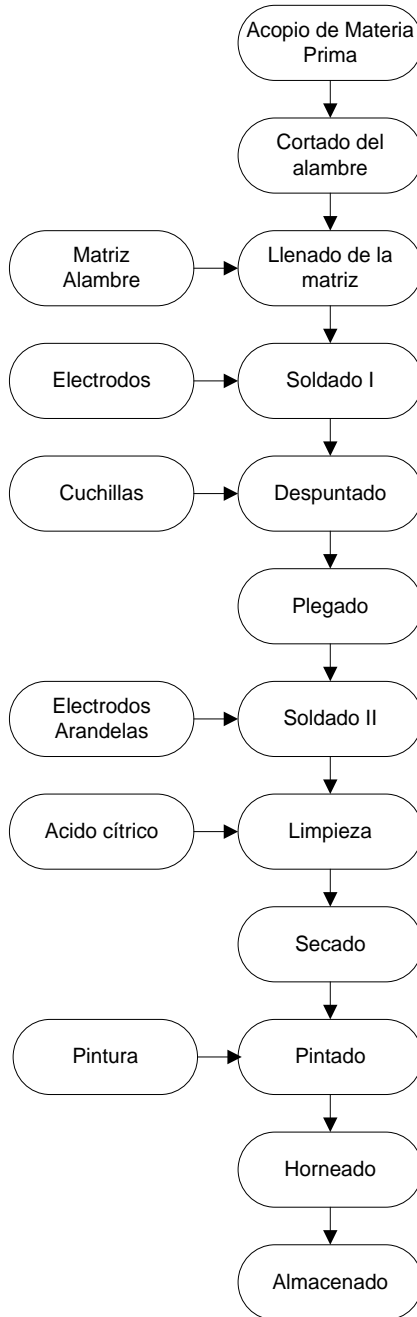 Acopio de Materia
Prima
Cortado del
alambre
Matriz
Alambre
Llenado de la
matriz
Electrodos
Soldado I
Cuchillas
Despuntado
Plegado
Electrodos
Arandelas
Soldado II
Acido cítrico
Limpieza
Secado
Pintura
Pintado
Horneado
Almacenado